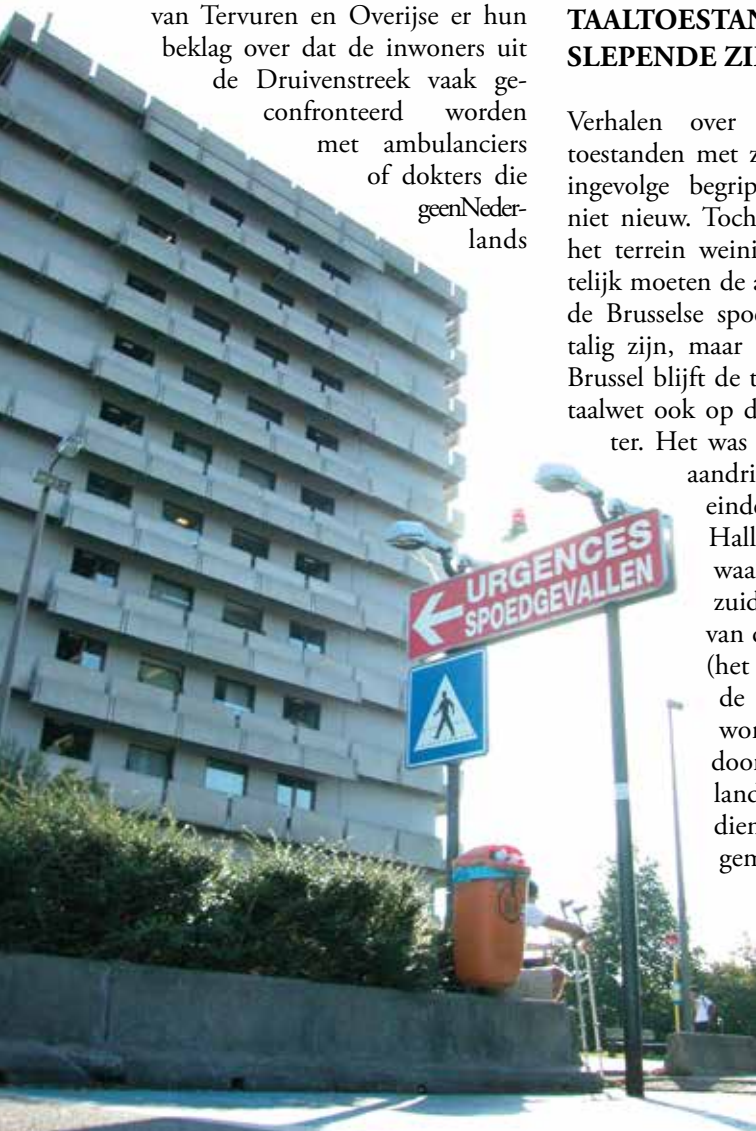 van Tervuren en Overijse er hun
beklag over dat de inwoners uit
de Druivenstreek vaak ge-
confronteerd worden
met ambulanciers
of dokters die
geenNeder-
lands
TAALTOESTAN
SLEPENDE ZI
Verhalen over
toestanden met z
ingevolge begrip
niet nieuw. Toch
het terrein weini
telijk moeten de a
de Brusselse spoe
talig zijn, maar
Brussel blijft de t
taalwet ook op d
ter. Het was
aandri
einde
Hall
waa
zuid
van
(het
de
wor
door
land
dien
gem
URGENCES
SPOEDGEVALLEN